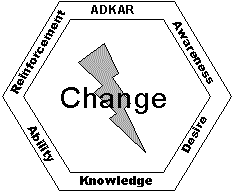 ADKAR
Awareness
Desire
Knowledge
Ability
Reinforcement
Change